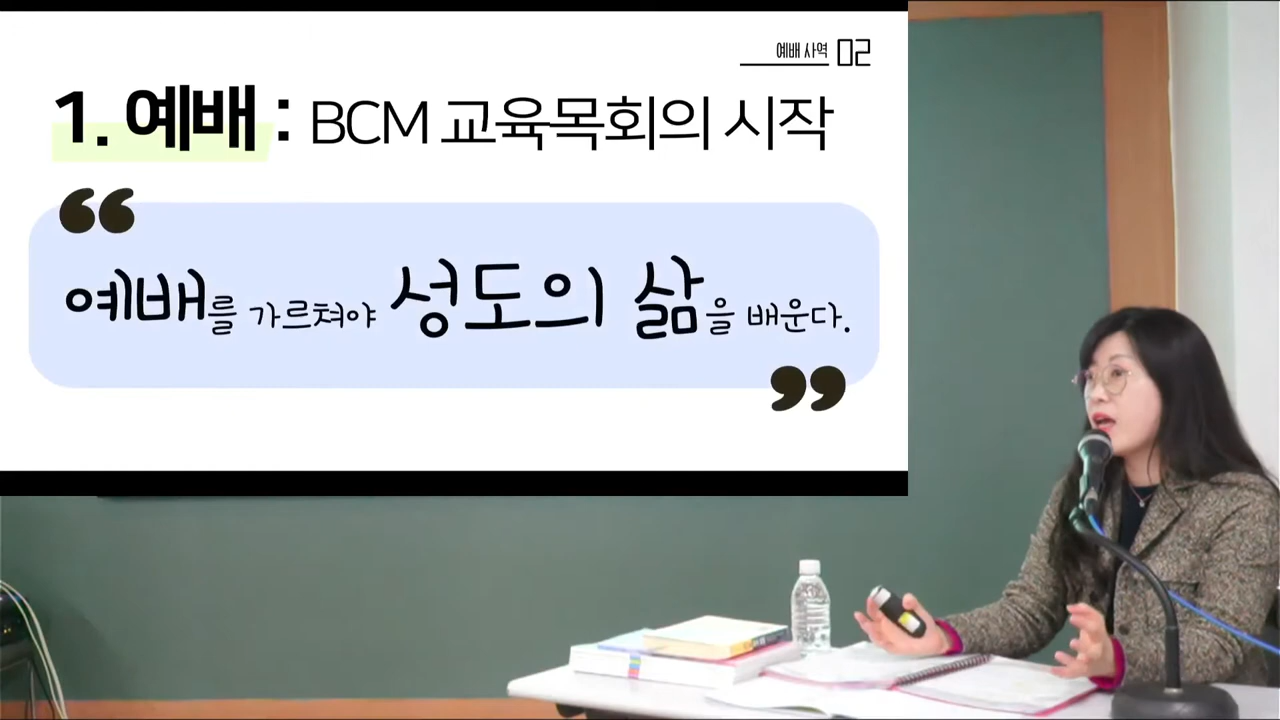 예배 사역 02
1. 예배 : BCM 교육목회의 시작
“
예배를 가르쳐야 성도의 삶을 배운다.
”